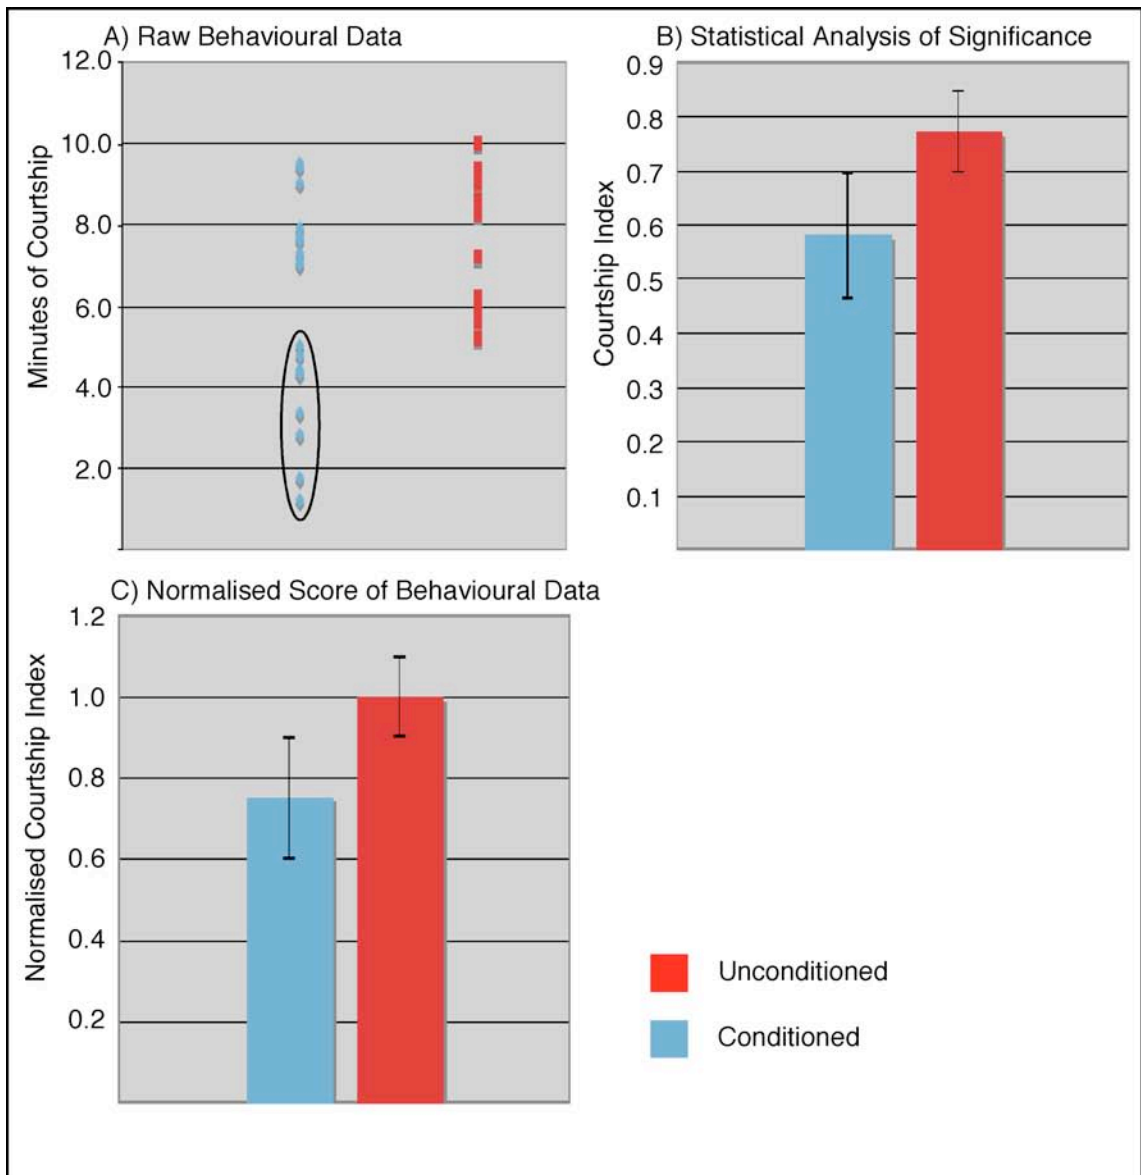 A) Raw Behavioural Data
12.0
10.0
8.0
6.0
4.0
2.0
Minutes of Courtship
B) Statistical Analysis of Significance
0.9
0.8
0.7
0.6
0.5
0.4
0.3
0.2
0.1
Courtship Index
C) Normalised Score of Behavioural Data
1.2
1.0
0.8
0.6
0.4
0.2
Normalised Courtship Index
Unconditioned
Conditioned